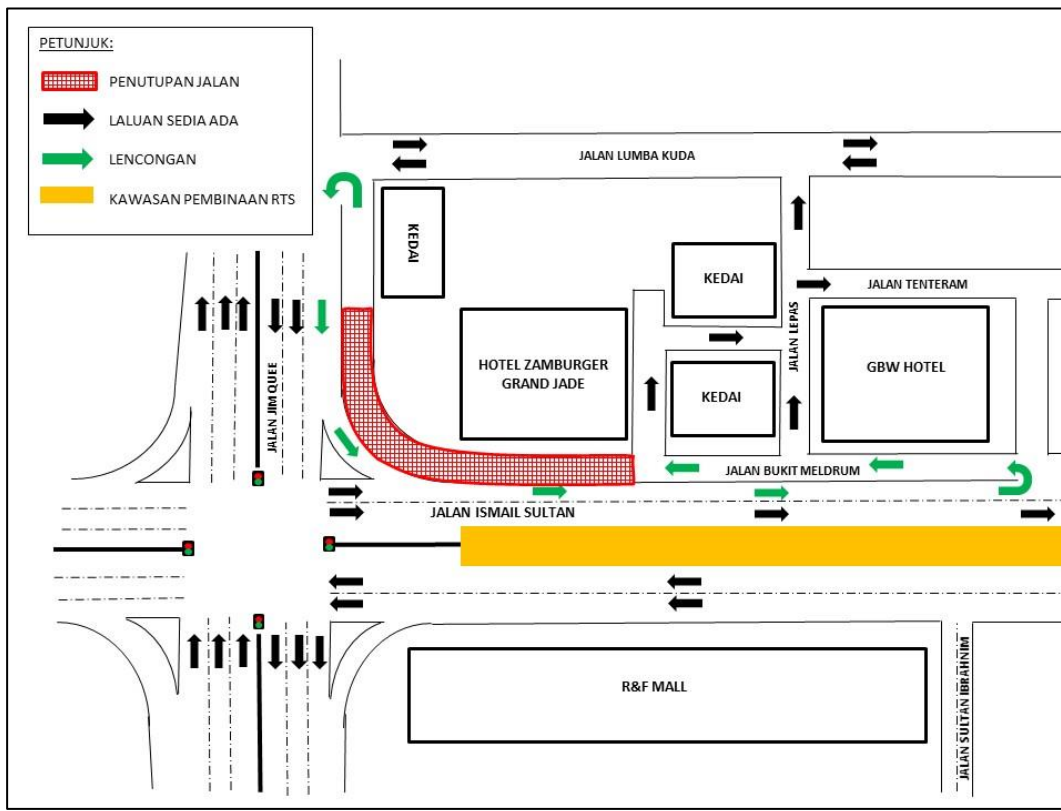 PETUNJUK:
PENUTUPAN JALAN
LALUAN SEDIA ADA
LENCONGAN
KAWASAN PEMBINAAN RTS
JALAN LUMBA KUDA
KEDAI
KEDAI
JALAN TENTERAM
JALAN LEPAS
HOTEL ZAMBURGER
GRAND JADE
GBW HOTEL
KEDAI
JALAN JIM QUEE
JALAN BUKIT MELDRUM
JALAN ISMAIL SULTAN
R&F MALL
JALAN SULTAN IBRAHNIM